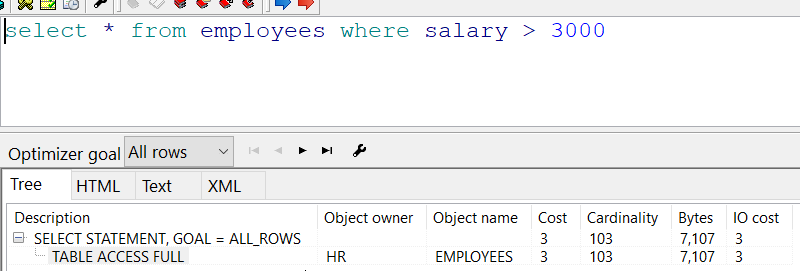 select * from employees where salary > 3000
Optimizer goal All rows
Tree HTML Text XML
Description Object owner Object name Cost Cardinality Bytes IO cost
SELECT STATEMENT, GOAL = ALL_ROWS 3 103 7,107 3
TABLE ACCESS FULL HR EMPLOYEES 3 103 7,107 3